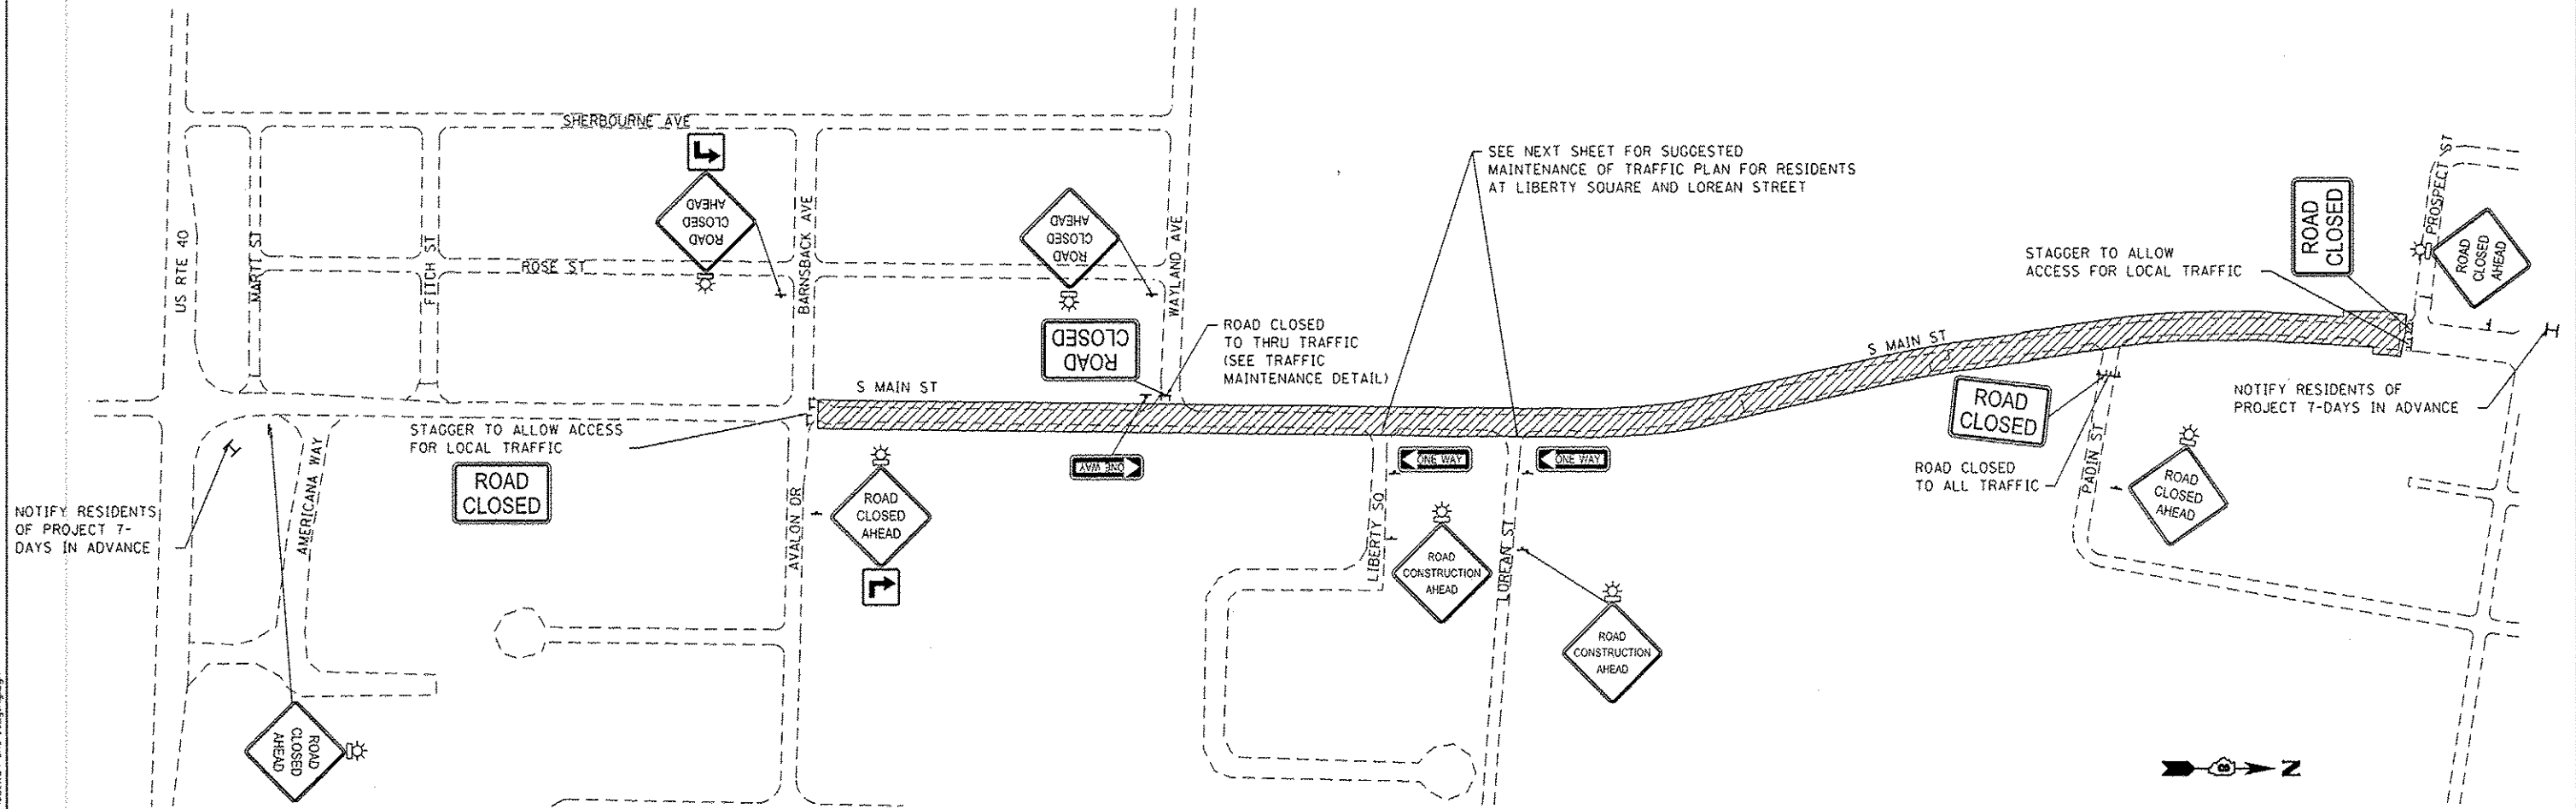 SHERBOURNE AVE
US RTE 40
MARTI ST
FITCH ST
ROSE ST
BARNSBACK AVE
WAYLAND AVE
ROAD
CLOSED
AHEAD
ROAD
CLOSED
AHEAD
ROAD
CLOSED
ROAD CLOSED
TO THRU TRAFFIC
(SEE TRAFFIC
MAINTENANCE DETAIL)
SEE NEXT SHEET FOR SUGGESTED
MAINTENANCE OF TRAFFIC PLAN FOR RESIDENTS
AT LIBERTY SQUARE AND LOREAN STREET
STAGGER TO ALLOW
ACCESS FOR LOCAL TRAFFIC
ROAD
CLOSED
PROSPECT ST
ROAD
CLOSED
AHEAD
S MAIN ST
S MAIN ST
STAGGER TO ALLOW ACCESS
FOR LOCAL TRAFFIC
ROAD
CLOSED
NOTIFY RESIDENTS
OF PROJECT 7-
DAYS IN ADVANCE
AMERICANA WAY
AVALON DR
ROAD
CLOSED
AHEAD
ONE WAY
ONE WAY
ONE WAY
LIBERTY SQ
LOREAN ST
ROAD
CONSTRUCTION
AHEAD
ROAD
CONSTRUCTION
AHEAD
ROAD
CLOSED
ROAD CLOSED
TO ALL TRAFFIC
PADIN ST
ROAD
CLOSED
AHEAD
NOTIFY RESIDENTS OF
PROJECT 7-DAYS IN ADVANCE
ROAD
CLOSED
AHEAD
N